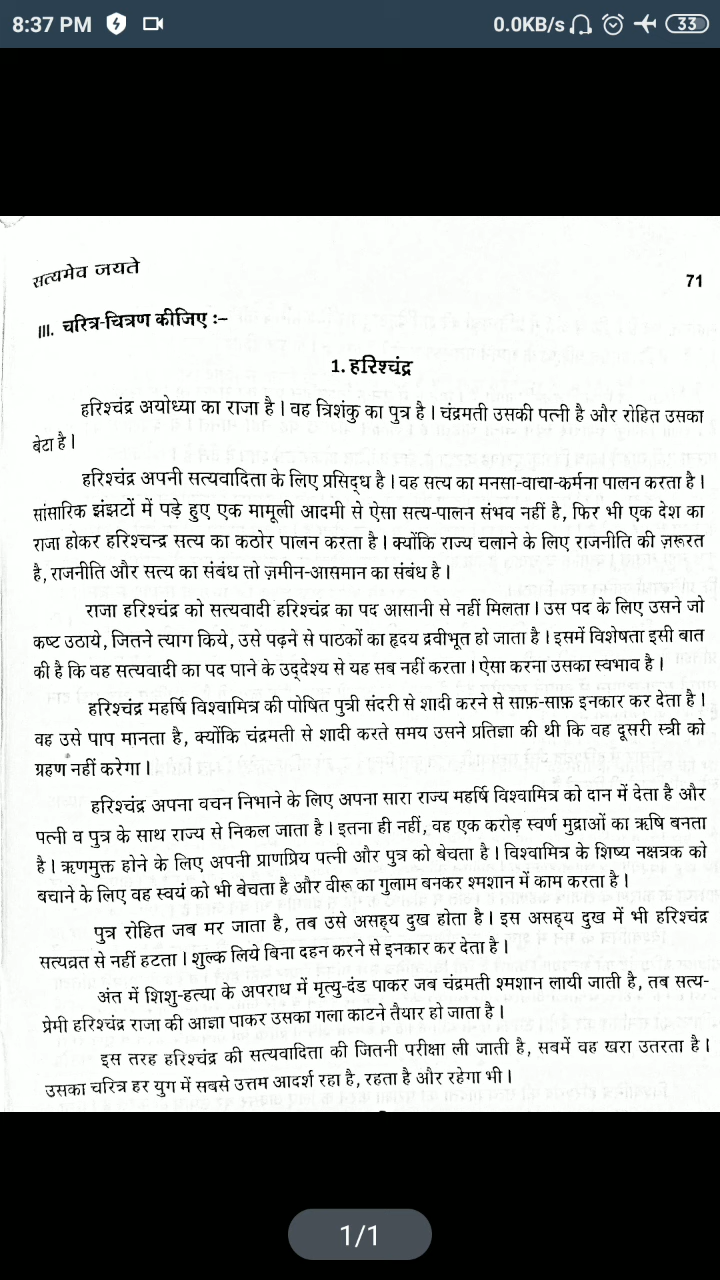 8:37 PM
0.0KB/s
33
सत्यमेव जयते
71
III. चरित्र-चित्रण कीजिए :–
1. हरिश्चंद्र
हरिश्चंद्र अयोध्या का राजा है। वह त्रिशंकु का पुत्र है। चंद्रमती उसकी पत्नी है और रोहित उसका
बेटा है।
हरिश्चंद्र अपनी सत्यवादिता के लिए प्रसिद्ध है। वह सत्य का मनसा-वाचा-कर्मना पालन करता है।
सांसारिक झंझटों में पड़े हुए एक मामूली आदमी से ऐसा सत्य-पालन संभव नहीं है, फिर भी एक देश का
राजा होकर हरिश्चन्द्र सत्य का कठोर पालन करता है। क्योंकि राज्य चलाने के लिए राजनीति की ज़रूरत
है, राजनीति और सत्य का संबंध तो ज़मीन-आसमान का संबंध है।
राजा हरिश्चंद्र को सत्यवादी हरिश्चंद्र का पद आसानी से नहीं मिलता। उस पद के लिए उसने जो
कष्ट उठाये, जितने त्याग किये, उसे पढ़ने से पाठकों का हृदय द्रवीभूत हो जाता है। इसमें विशेषता इसी बात
की है कि वह सत्यवादी का पद पाने के उद्देश्य से यह सब नहीं करता। ऐसा करना उसका स्वभाव है।
हरिश्चंद्र महर्षि विश्वामित्र की पोषित पुत्री संदरी से शादी करने से साफ़-साफ़ इनकार कर देता है।
वह उसे पाप मानता है, क्योंकि चंद्रमती से शादी करते समय उसने प्रतिज्ञा की थी कि वह दूसरी स्त्री को
ग्रहण नहीं करेगा।
हरिश्चंद्र अपना वचन निभाने के लिए अपना सारा राज्य महर्षि विश्वामित्र को दान में देता है और
पत्नी व पुत्र के साथ राज्य से निकल जाता है। इतना ही नहीं, वह एक करोड़ स्वर्ण मुद्राओं का ऋषि बनता
है। ऋणमुक्त होने के लिए अपनी प्राणप्रिय पत्नी और पुत्र को बेचता है। विश्वामित्र के शिष्य नक्षत्रक को
बचाने के लिए वह स्वयं को भी बेचता है और वीरू का गुलाम बनकर श्मशान में काम करता है।
पुत्र रोहित जब मर जाता है, तब उसे असह्य दुख होता है। इस असह्य दुख में भी हरिश्चंद्र
सत्यव्रत से नहीं हटता। शुल्क लिये बिना दहन करने से इनकार कर देता है।
अंत में शिशु-हत्या के अपराध में मृत्यु-दंड पाकर जब चंद्रमती श्मशान लायी जाती है, तब सत्य-
प्रेमी हरिश्चंद्र राजा की आज्ञा पाकर उसका गला काटने तैयार हो जाता है।
इस तरह हरिश्चंद्र की सत्यवादिता की जितनी परीक्षा ली जाती है, सबमें वह खरा उतरता है।
उसका चरित्र हर युग में सबसे उत्तम आदर्श रहा है, रहता है और रहेगा भी।
1/1